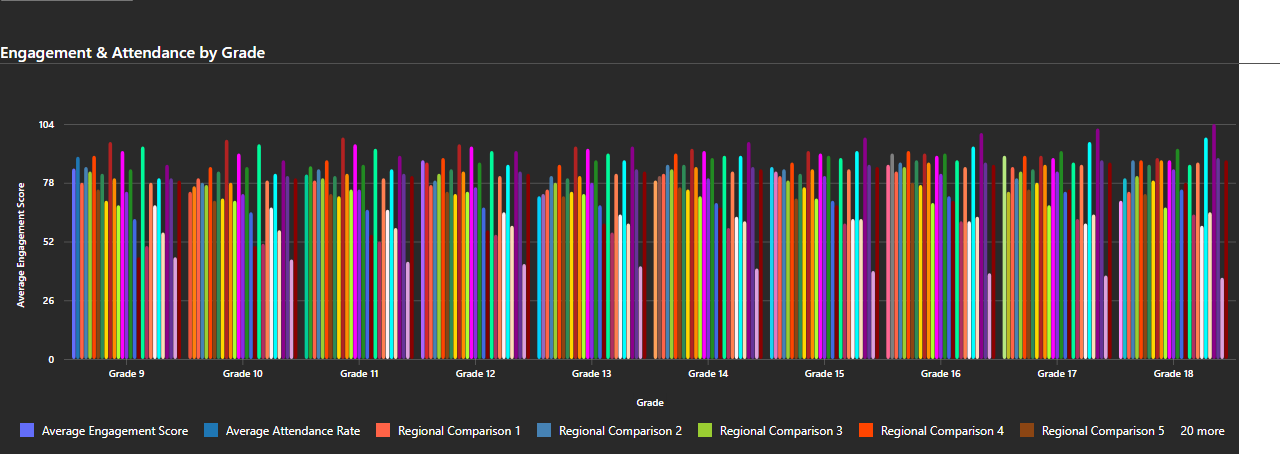 Engagement & Attendance by Grade
104
78
52
26
0
Average Engagement Score
Grade 9 Grade 10 Grade 11 Grade 12 Grade 13 Grade 14 Grade 15 Grade 16 Grade 17 Grade 18
Grade
Average Engagement Score Average Attendance Rate Regional Comparison 1 Regional Comparison 2 Regional Comparison 3 Regional Comparison 4 Regional Comparison 5 20 more